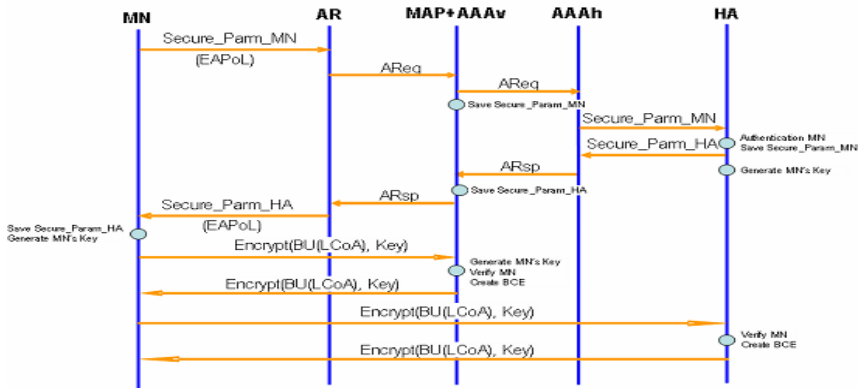 MN AR MAP+AAAv AAAh HA
Secure_Parm_MN
(EAPoL)
AReq
AReq
Save Secure_Param_MN
Secure_Parm_MN
Authentication MN
Save Secure_Param_MN
Secure_Parm_HA
Generate MN's Key
ARsp
Save Secure_Param_HA
ARsp
Secure_Parm_HA
(EAPoL)
Save Secure_Param_HA
Generate MN's Key
Encrypt(BU(LCoA), Key)
Generate MN's Key
Verify MN
Create BCE
Encrypt(BU(LCoA), Key)
Encrypt(BU(LCoA), Key)
Verify MN
Create BCE
Encrypt(BU(LCoA), Key)